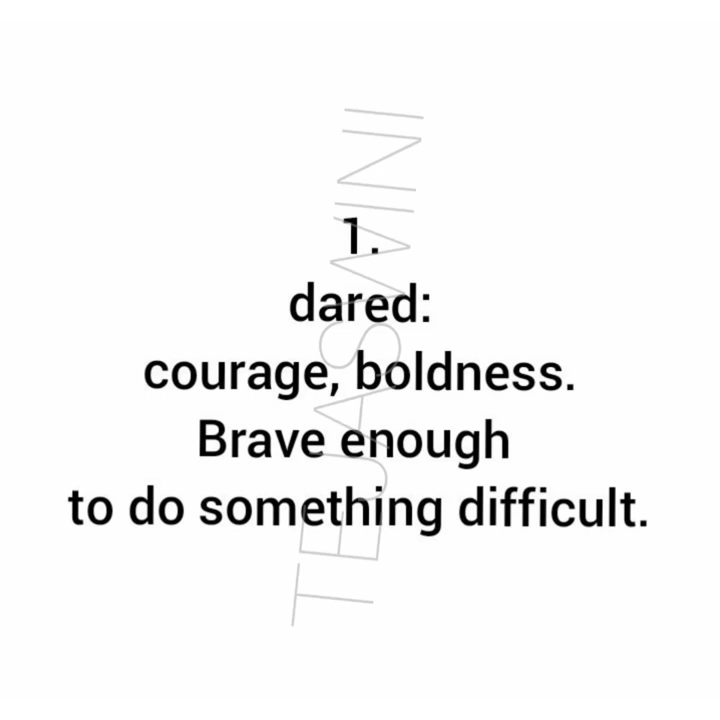 1.
dared:
courage, boldness.
Brave enough
to do something difficult.
TEJASWINI